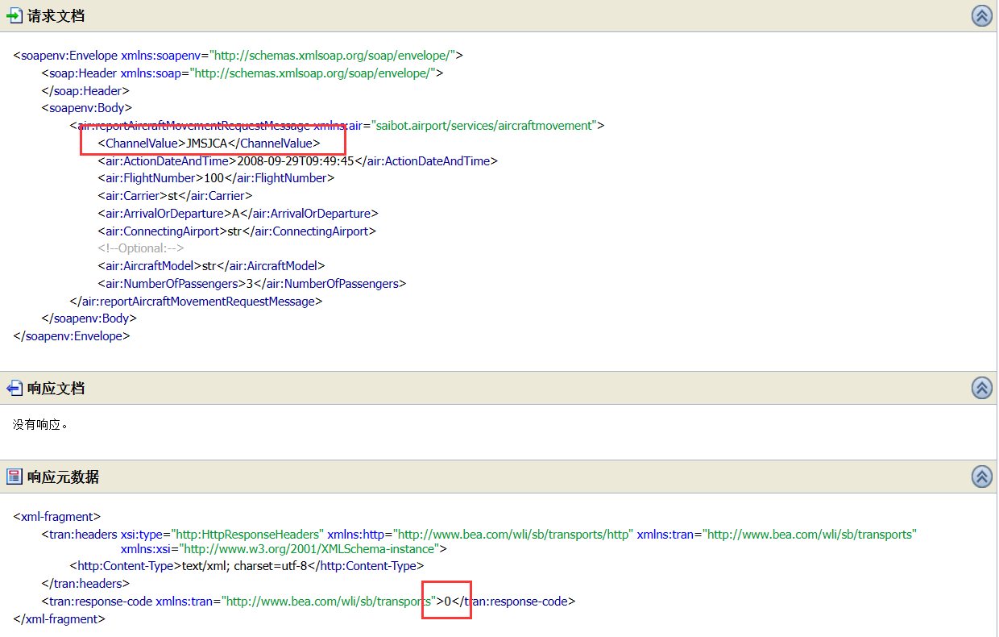 请求文档
<soapenv:Envelope xmlns:soapenv="http://schemas.xmlsoap.org/soap/envelope/">
<soap:Header xmlns:soap="http://schemas.xmlsoap.org/soap/envelope/">
</soap:Header>
<soapenv:Body>
<air:reportAircraftMovementRequestMessage xmlns:air="saibot.airport/services/aircraftmovement">
<ChannelValue>JMSJCA</ChannelValue>
<air:ActionDateAndTime>2008-09-29T09:49:45</air:ActionDateAndTime>
<air:FlightNumber>100</air:FlightNumber>
<air:Carrier>st</air:Carrier>
<air:ArrivalOrDeparture>A</air:ArrivalOrDeparture>
<air:ConnectingAirport>str</air:ConnectingAirport>
<!--Optional:-->
<air:AircraftModel>str</air:AircraftModel>
<air:NumberOfPassengers>3</air:NumberOfPassengers>
</air:reportAircraftMovementRequestMessage>
</soapenv:Body>
</soapenv:Envelope>
响应文档
没有响应。
响应元数据
<xml-fragment>
<tran:headers xsi:type="http:HttpResponseHeaders" xmlns:http="http://www.bea.com/wli/sb/transports/http" xmlns:tran="http://www.bea.com/wli/sb/transports"
xmlns:xsi="http://www.w3.org/2001/XMLSchema-instance">
<http:Content-Type>text/xml; charset=utf-8</http:Content-Type>
</tran:headers>
<tran:response-code xmlns:tran="http://www.bea.com/wli/sb/transports">0</tran:response-code>
</xml-fragment>